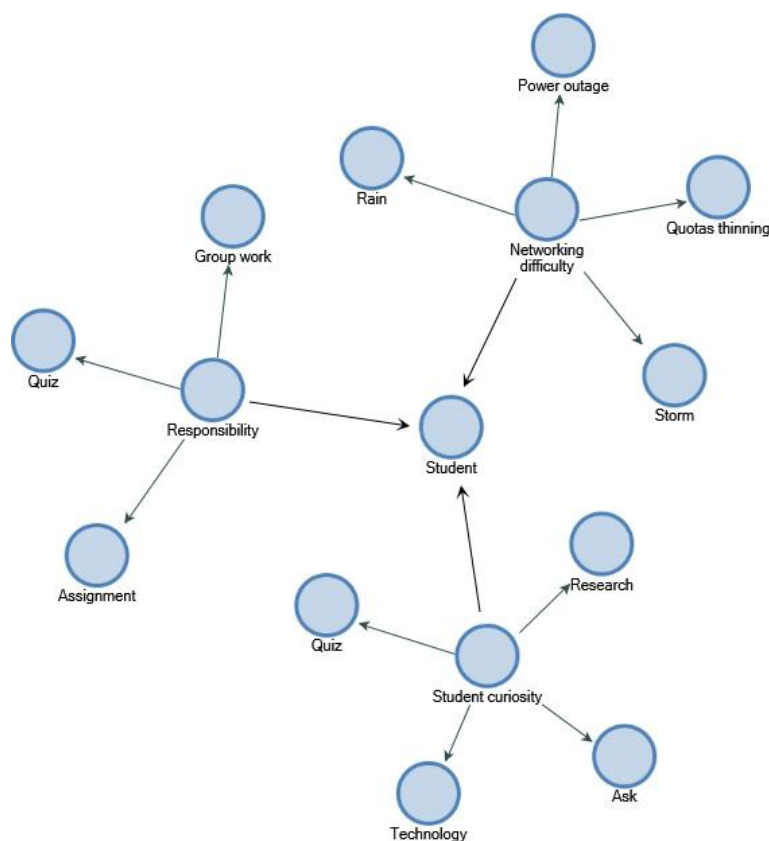 Power outage
Rain
Quotas thinning
Group work
Networking
difficulty
Quiz
Storm
Responsibility
Student
Assignment
Research
Quiz
Student curiosity
Ask
Technology